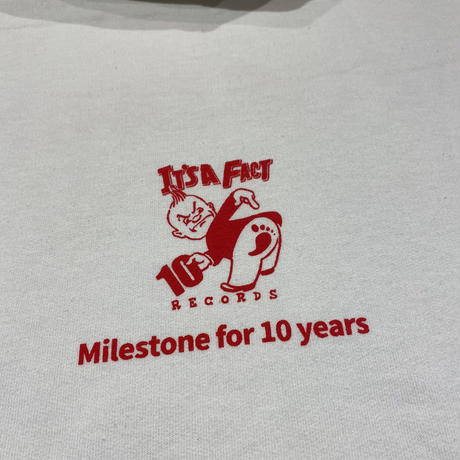 IT'S A FACT
10
RECORDS
Milestone for 10 years